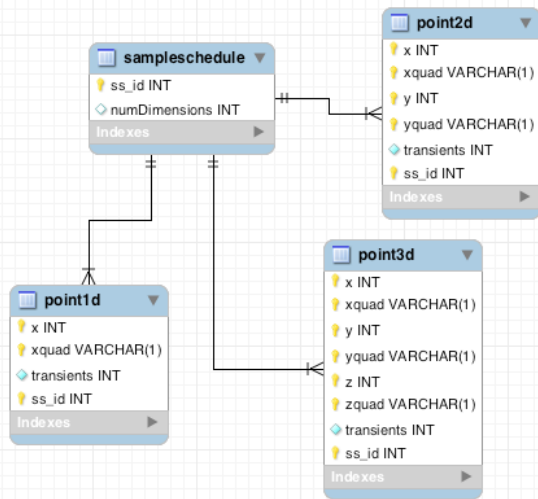 point2d
x INT
xquad VARCHAR(1)
y INT
yquad VARCHAR(1)
transients INT
ss_id INT
Indexes
sampleschedule
ss_id INT
numDimensions INT
Indexes
point3d
x INT
xquad VARCHAR(1)
y INT
yquad VARCHAR(1)
z INT
zquad VARCHAR(1)
transients INT
ss_id INT
Indexes
point1d
x INT
xquad VARCHAR(1)
transients INT
ss_id INT
Indexes